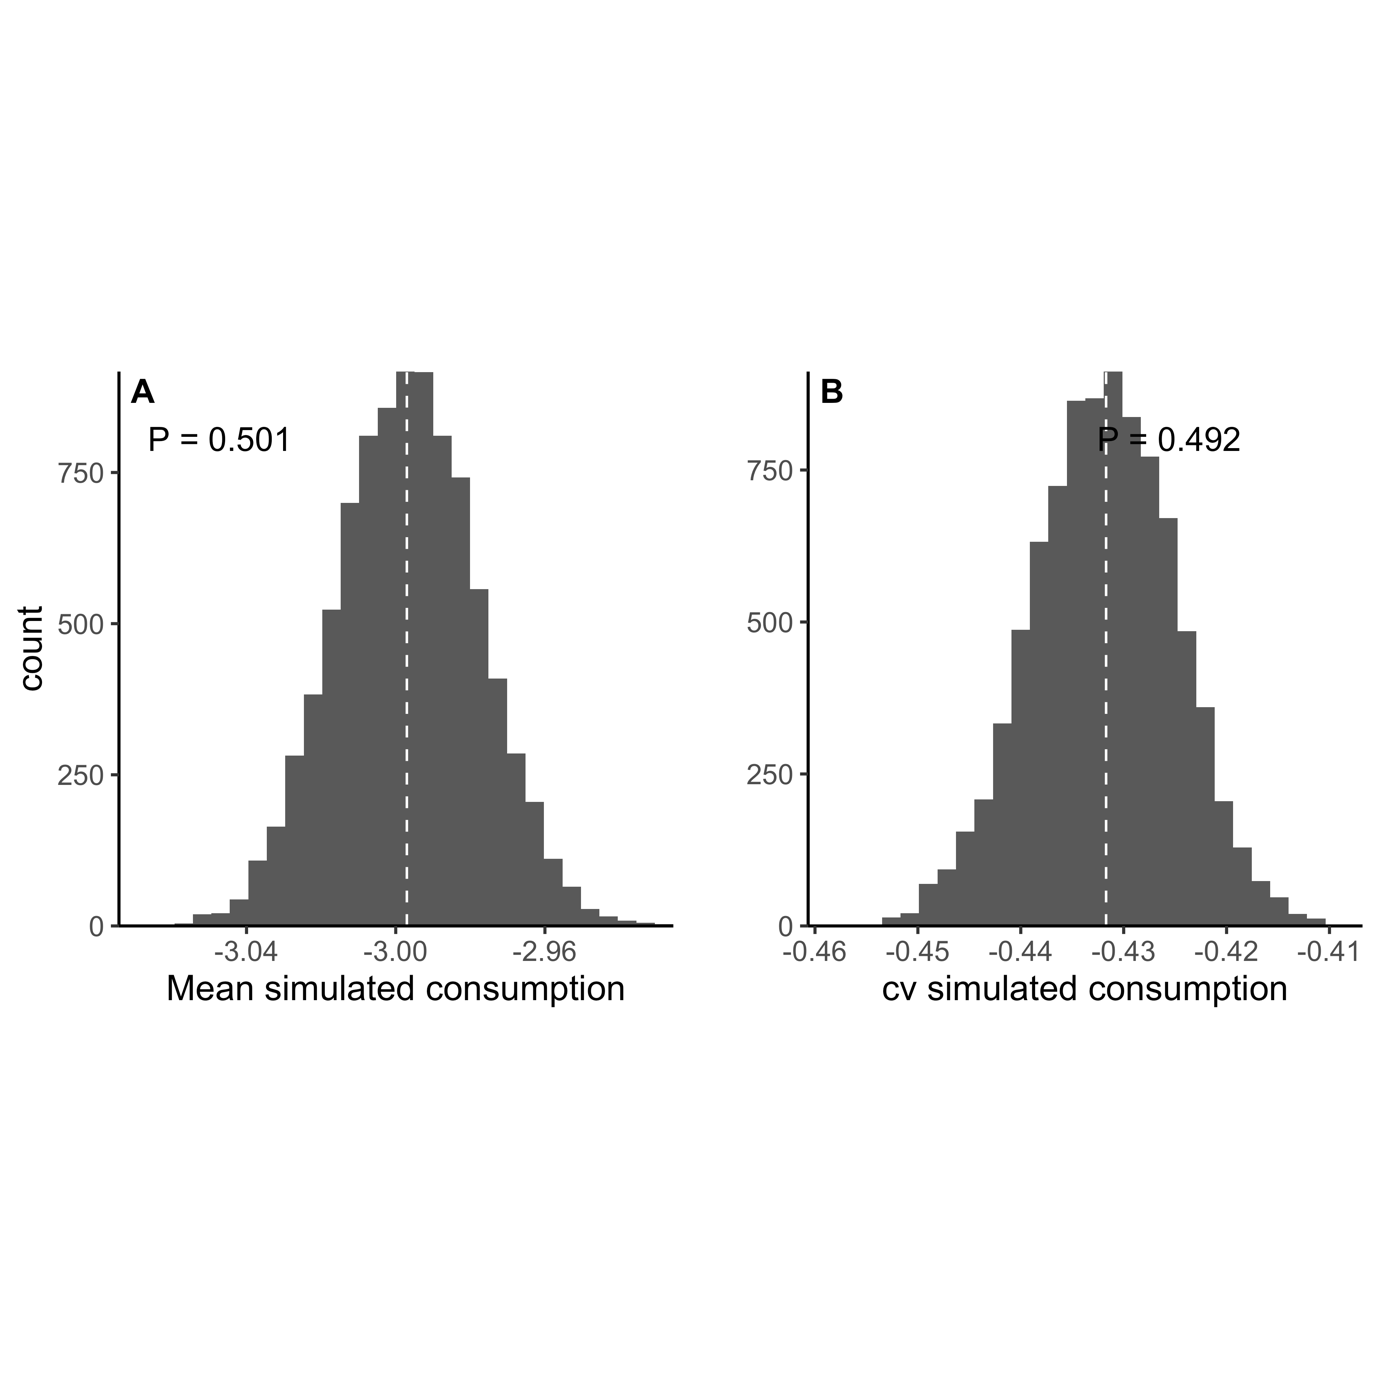 A
P = 0.501
750
500
250
0
count
-3.04 -3.00 -2.96
Mean simulated consumption
B
P = 0.492
750
500
250
0
-0.46 -0.45 -0.44 -0.43 -0.42 -0.41
cv simulated consumption